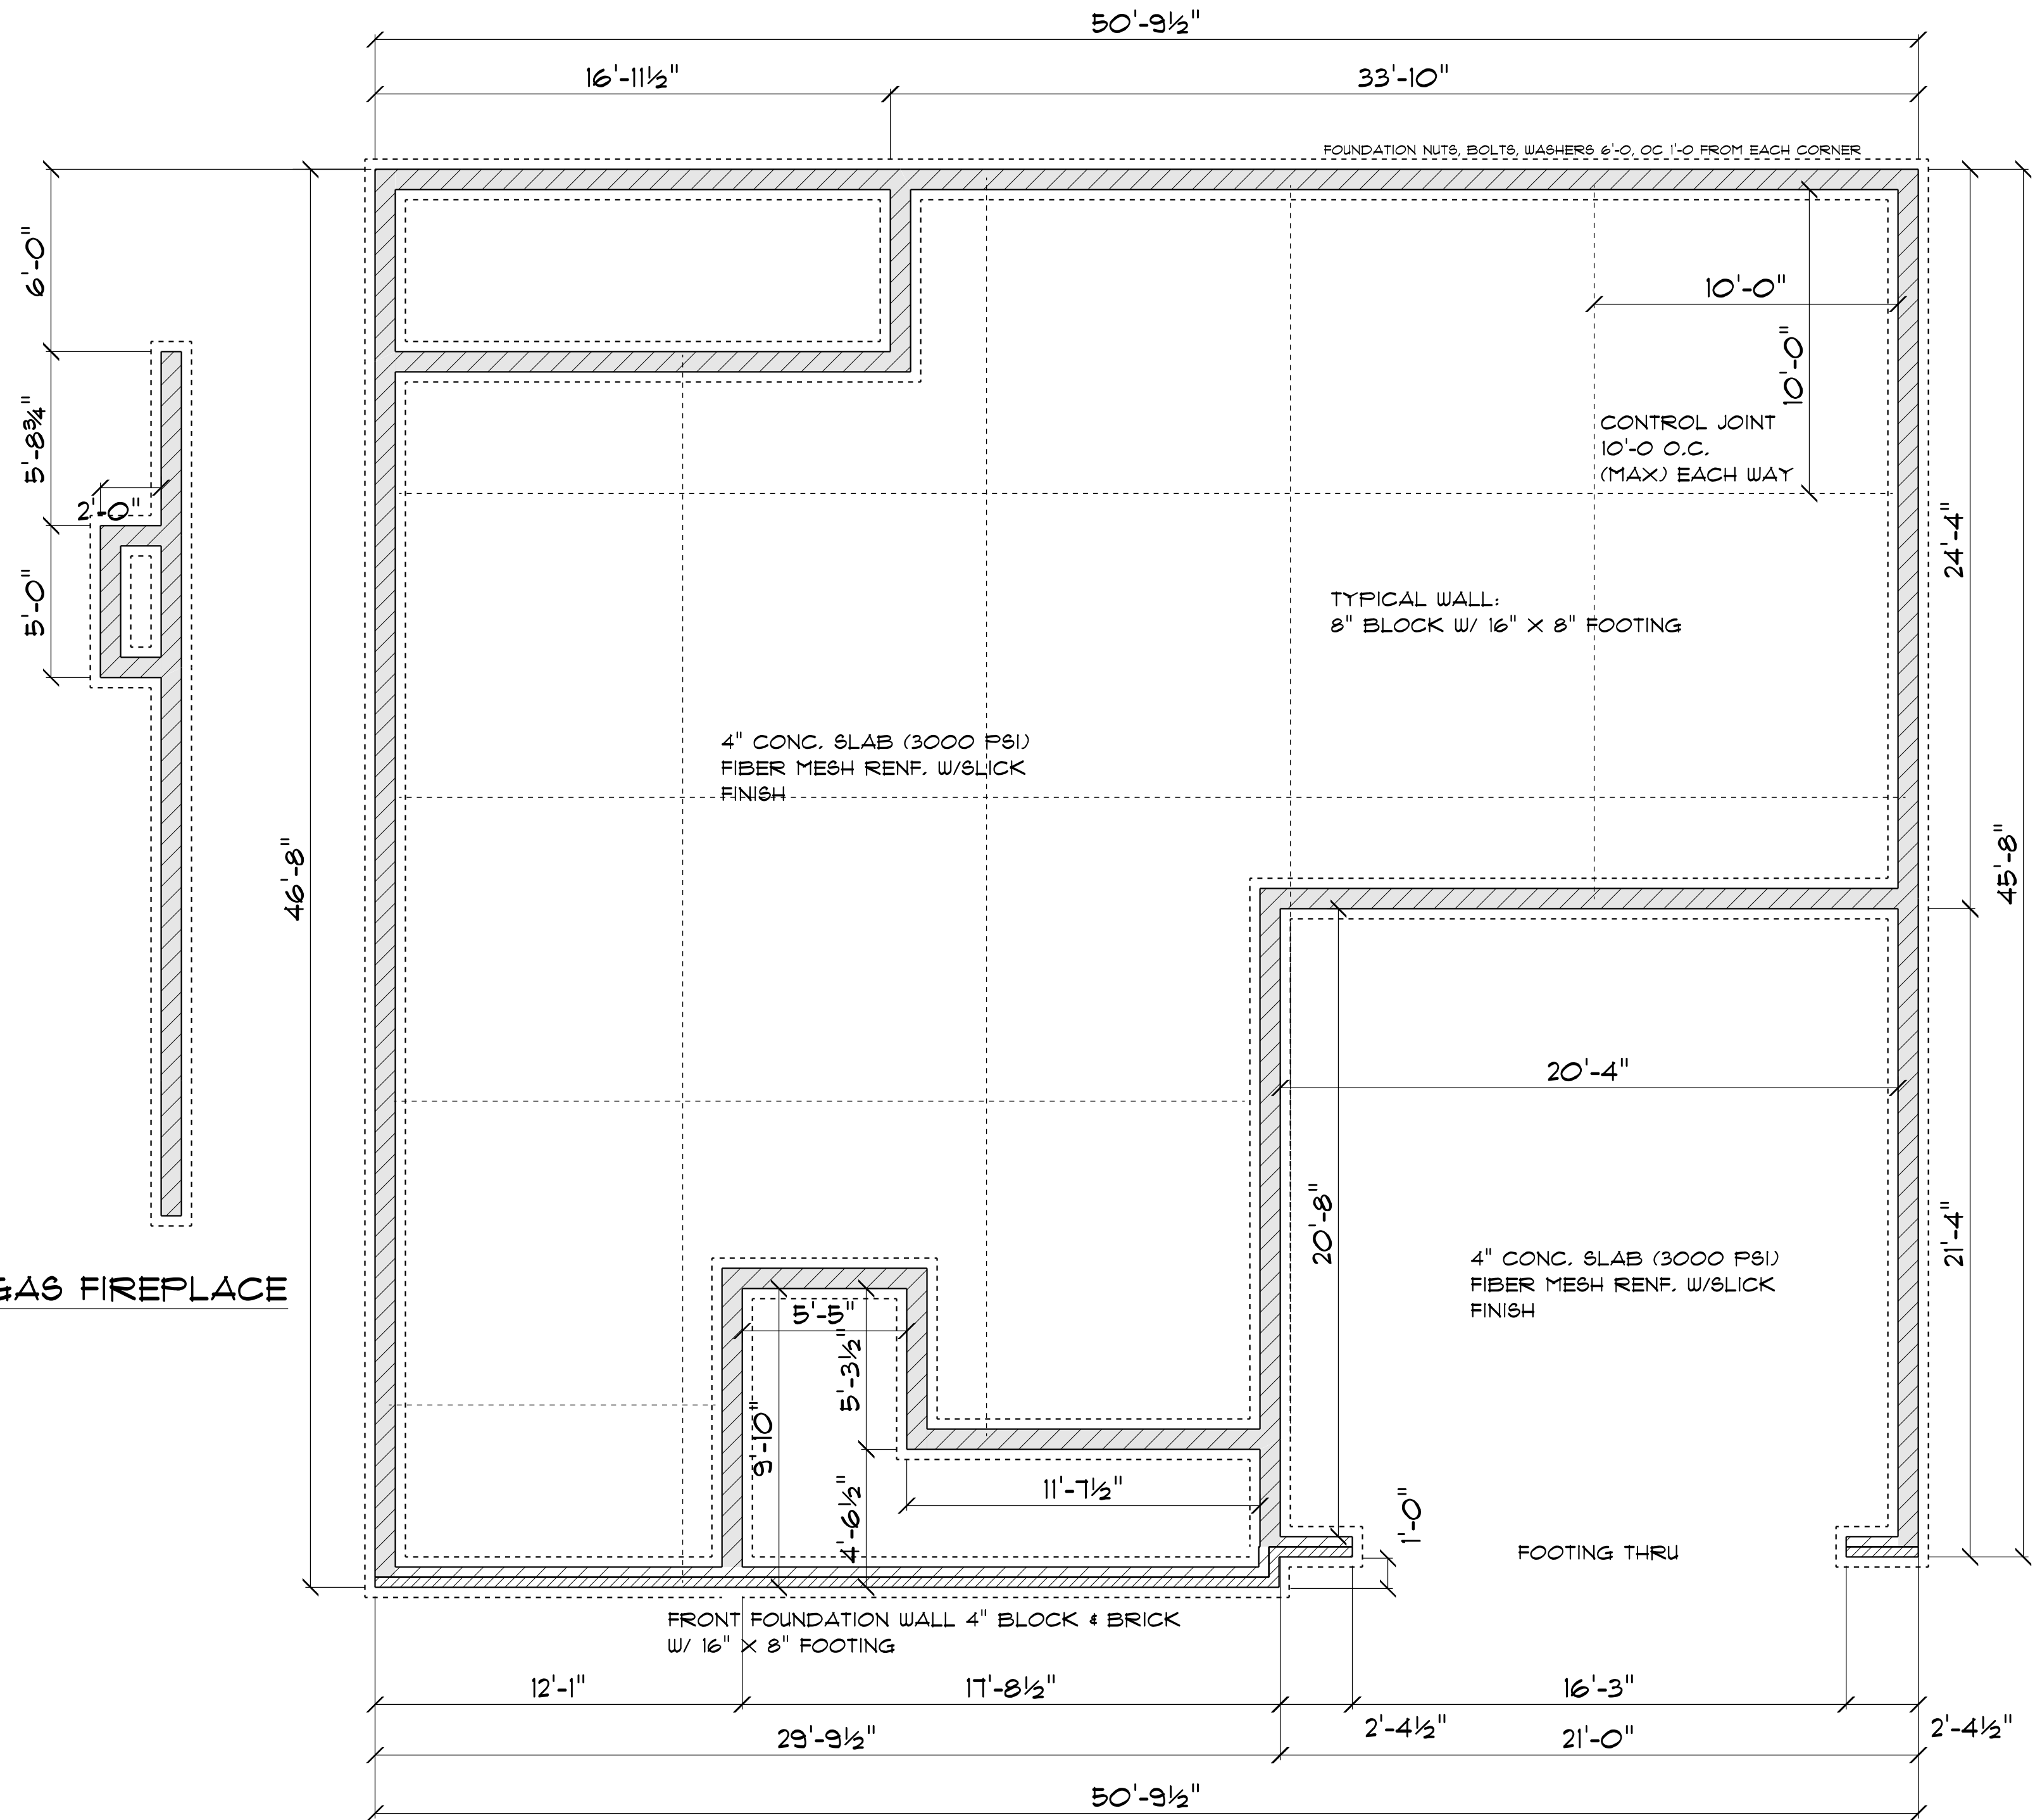 50'-9½"
16'-11½"
33'-10"
FOUNDATION NUTS, BOLTS, WASHERS 6'-0, OC 1'-0 FROM EACH CORNER
6'-0"
10'-0"
10'-0"
CONTROL JOINT
10'-0 O.C.
(MAX) EACH WAY
5'-8¾"
2'-0"
24'-4"
5'-0"
TYPICAL WALL:
8" BLOCK W/ 16" X 8" FOOTING
4" CONC. SLAB (3000 PSI)
FIBER MESH RENF. W/SLICK
FINISH
46'-8"
45'-8"
20'-4"
20'-8"
21'-4"
4" CONC. SLAB (3000 PSI)
FIBER MESH RENF. W/SLICK
FINISH
GAS FIREPLACE
5'-5"
5'-3½"
9'-10"
11'-7½"
4'-6½"
1'-0"
FOOTING THRU
FRONT FOUNDATION WALL 4" BLOCK & BRICK
W/ 16" X 8" FOOTING
12'-1"
17'-8½"
16'-3"
2'-4½"
2'-4½"
29'-9½"
21'-0"
50'-9½"